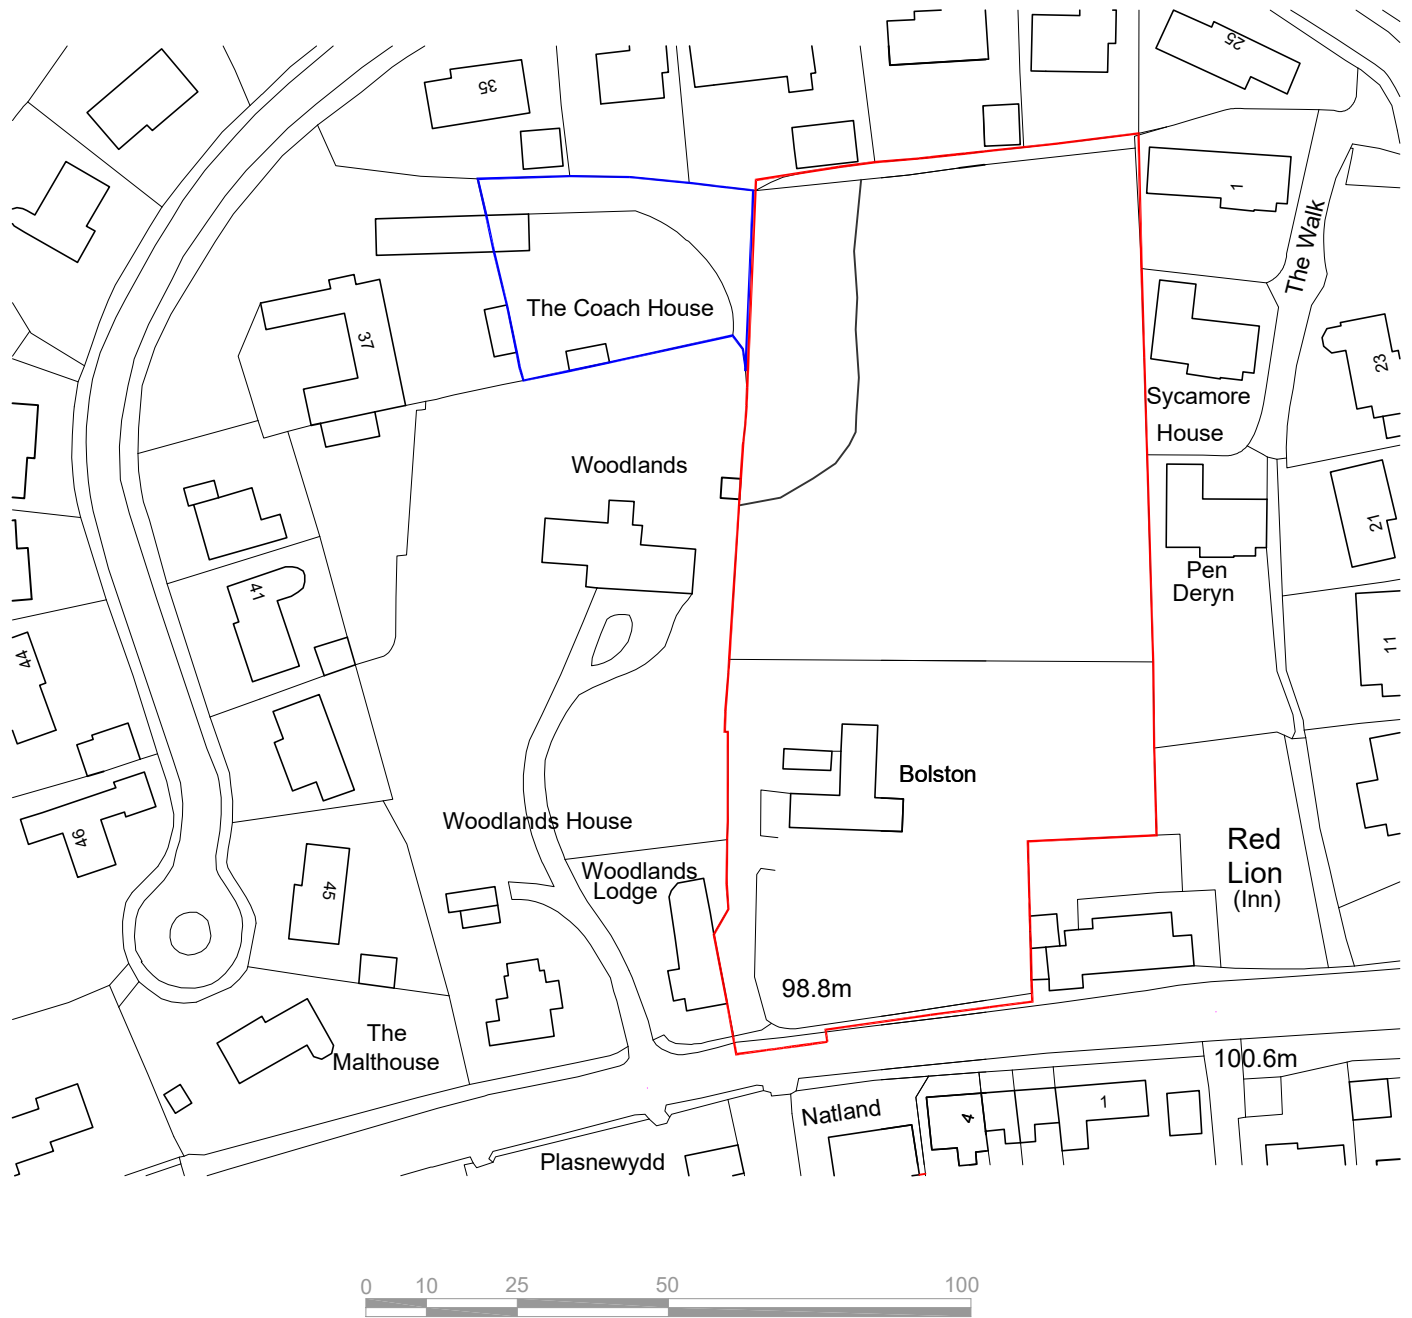 25
35
1
The Walk
The Coach House
37
23
Sycamore
House
Woodlands
21
Pen
Deryn
41
11
44
Bolston
Woodlands House
46
Red
Lion
(Inn)
Woodlands
Lodge
45
98.8m
The
Malthouse
100.6m
Natland
4
1
Plasnewydd
0 10 25 50 100